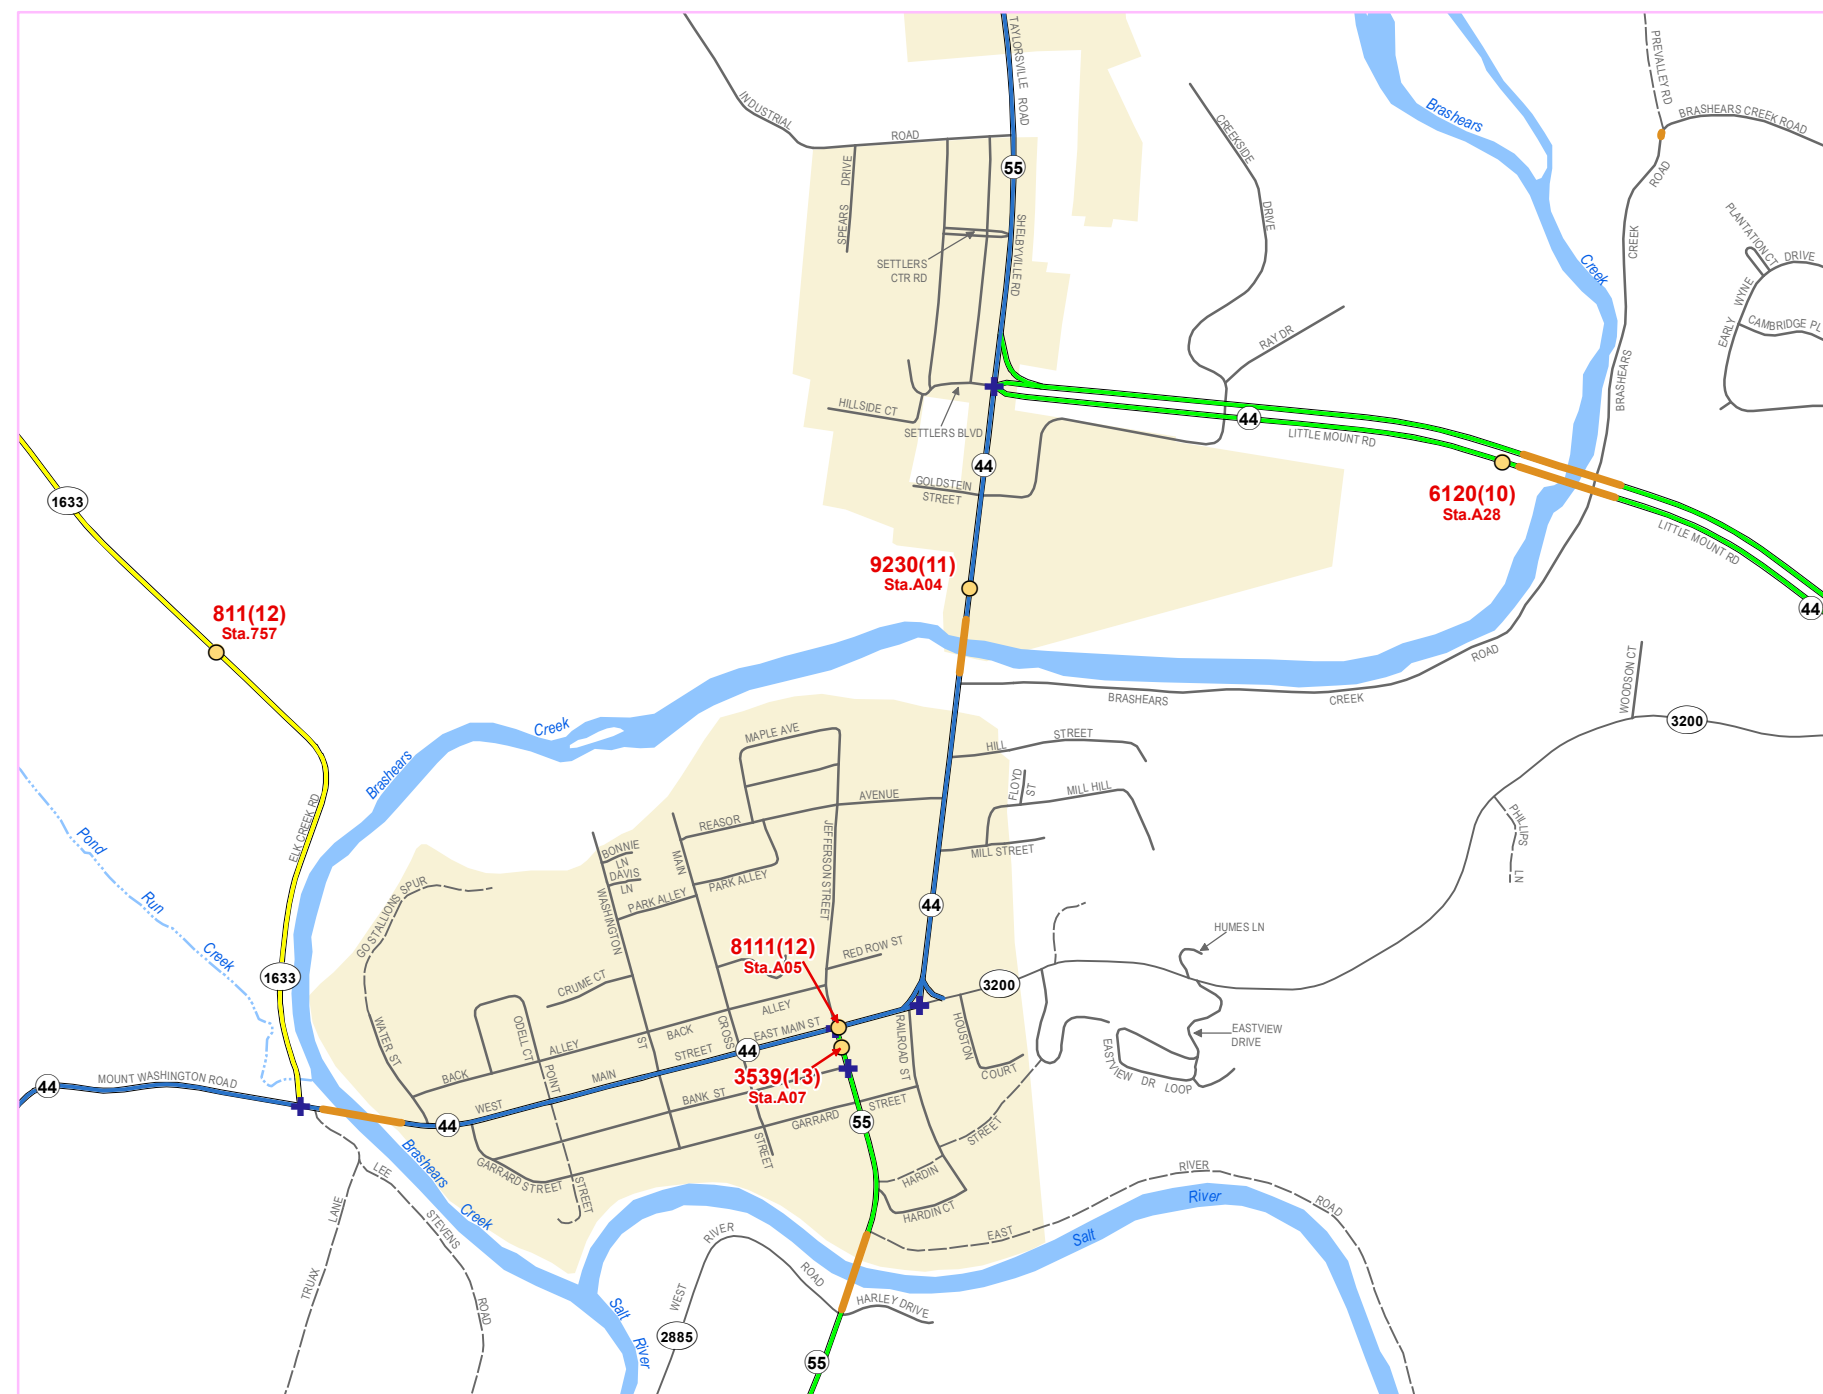 TAYLORSVILLE ROAD
PREVALLEY RD
INDUSTRIAL
ROAD
BRASHEARS CREEK ROAD
Brashears
CREEKSIDE
DRIVE
SPEARS DRIVE
55
ROAD
SHELBYVILLE RD
PLANTATION CT
DRIVE
CREEK
Creek
SETTLERS
CTR RD
EARLY WYNE
CAMBRIDGE PL
RAY DR
BRASHEARS
HILLSIDE CT
SETTLERS BLVD
44
LITTLE MOUNT RD
44
GOLDSTEIN
STREET
1633
6120(10)
Sta.A28
LITTLE MOUNT RD
44
9230(11)
Sta.A04
811(12)
Sta.757
ROAD
WOODSON CT
BRASHEARS
CREEK
3200
Creek
Brashears
MAPLE AVE
HILL
STREET
FLOYD
ST
MILL HILL
AVENUE
REASOR
JEFFERSON STREET
ELK CREEK RD
Pond
Run
Creek
PHILLIPS
LN
BONNIE
LN
DAVIS
LN
MAIN
MILL STREET
PARK ALLEY
PARK ALLEY
GO STALLIONS SPUR
WASHINGTON
44
HUMES LN
8111(12)
Sta.A05
RED ROW ST
1633
CRUME CT
3200
ALLEY
BACK
EAST MAIN ST
CROSS
ST
ODELL CT
WATER ST
ALLEY
BACK
RAILROAD ST
HOUSTON
COURT
EASTVIEW
DRIVE
EASTVIEW DR LOOP
STREET
44
MAIN
WEST
POINT
3539(13)
Sta.A07
MOUNT WASHINGTON ROAD
44
44
BANK ST
GARRARD
STREET
55
STREET
STREET
HARDIN
HARDIN CT
GARRARD STREET
STREET
Brashears
Creek
LEE
STEVENS
ROAD
LANE
TRUAX
RIVER
ROAD
EAST
River
Salt
RIVER
ROAD
WEST
HARLEY DRIVE
Salt
River
2885
55